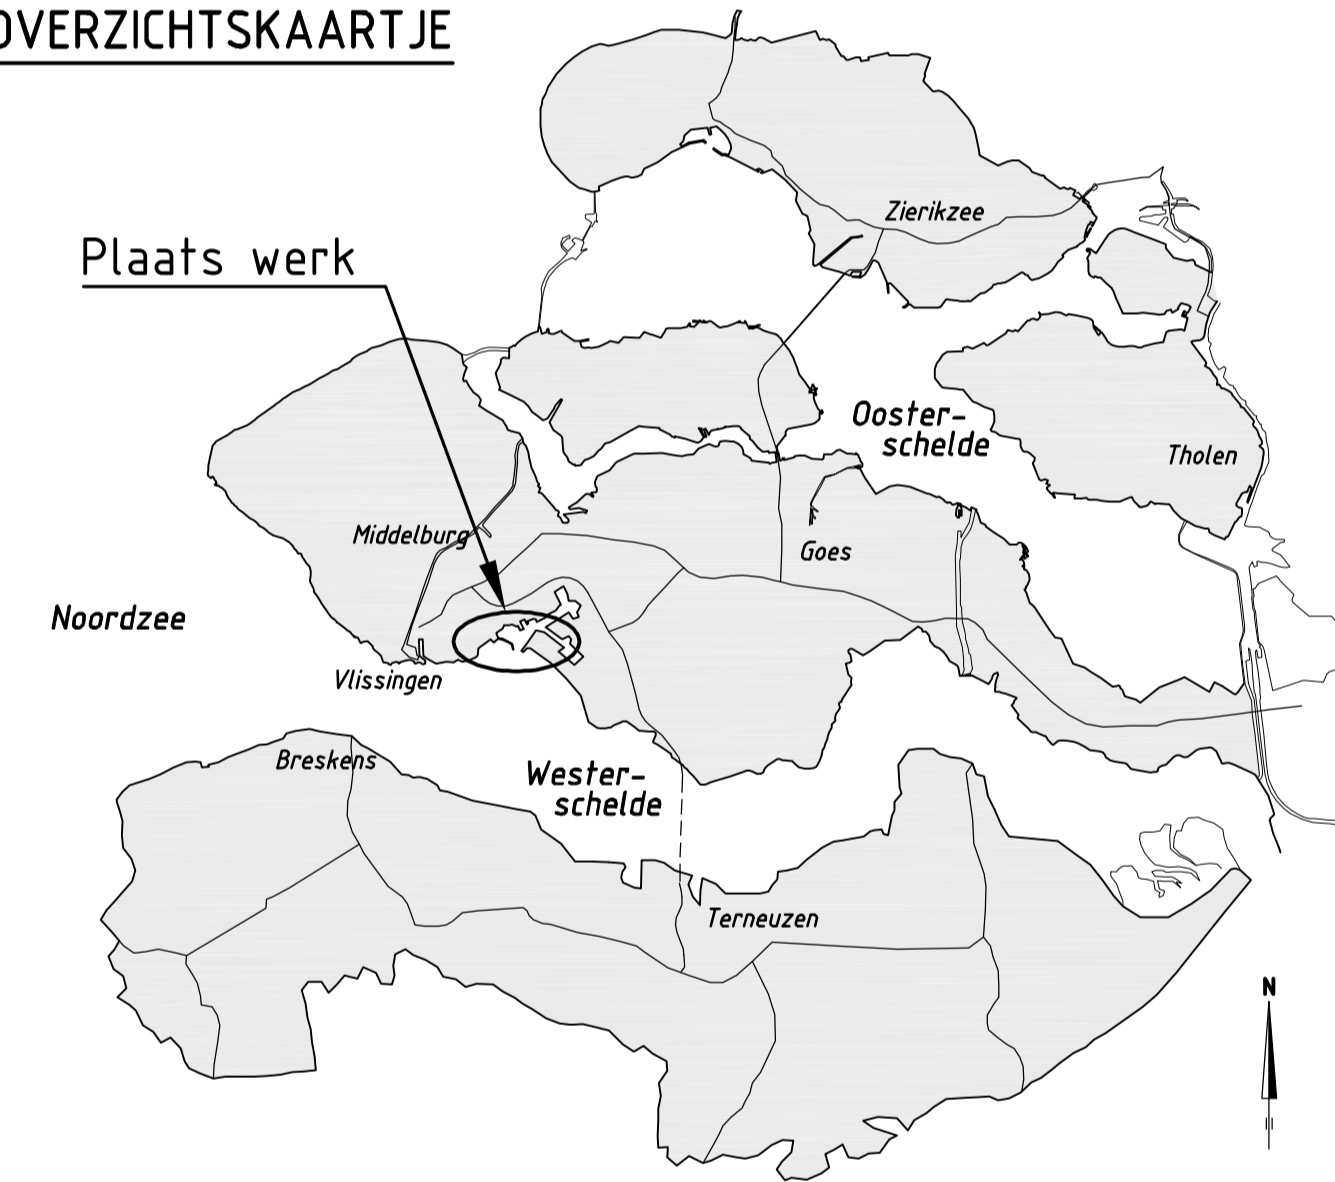 OVERZICHTSKAARTJE
Plaats werk
Zierikzee
Ooster-
schelde
Tholen
Middelburg
Goes
Noordzee
Vlissingen
Breskens
Wester-
schelde
Terneuzen
N